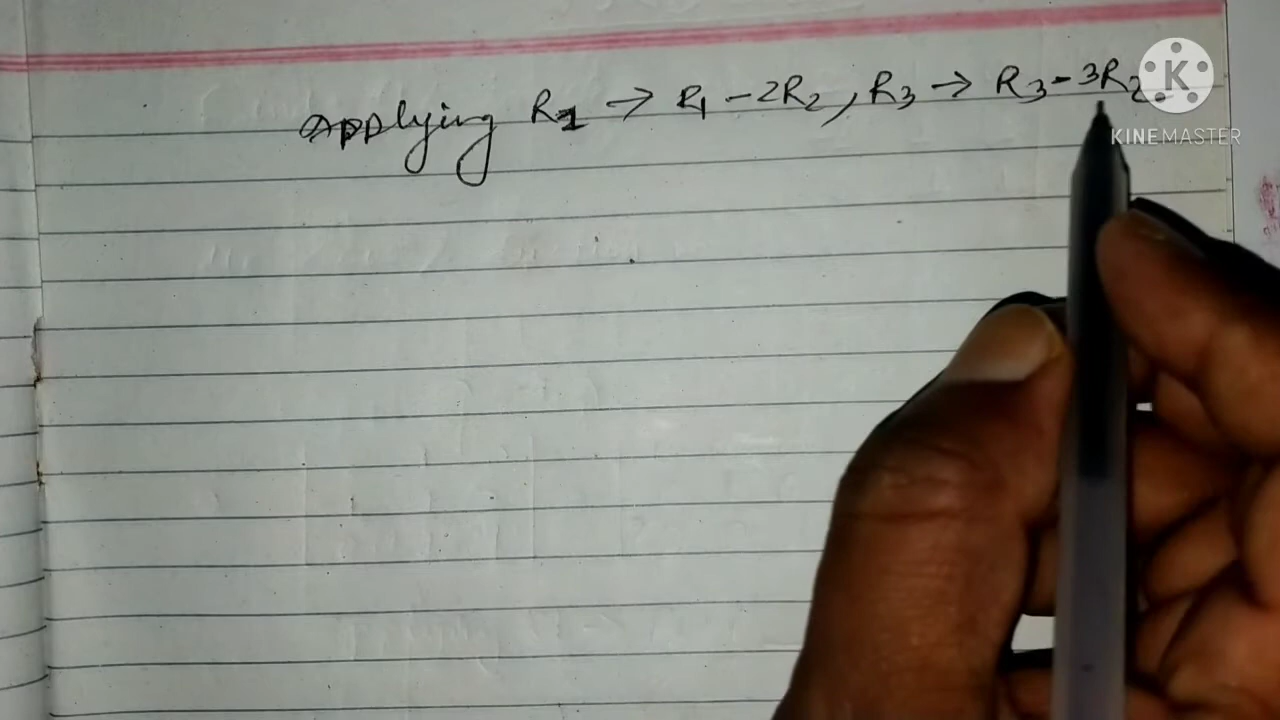 applying R1 → R1 - 2R2, R3 → R3 - 3R2
K
KINEMASTER